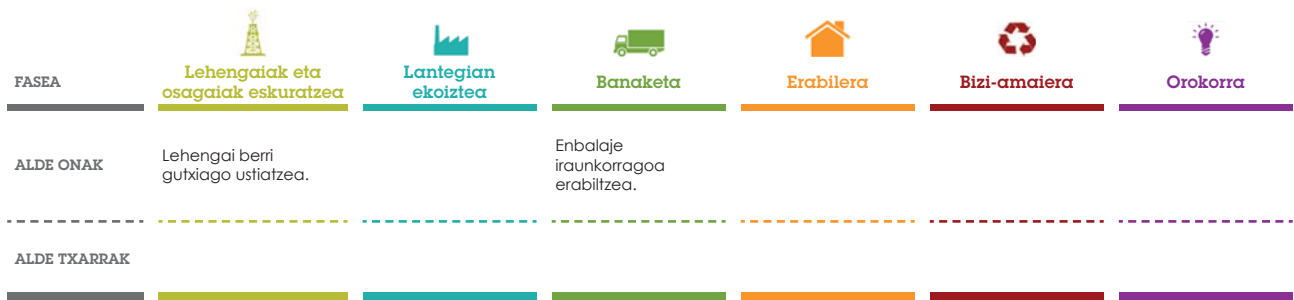 FASEA
Lehengaiak eta
osagaiak eskuratzea
Lantegian
ekoiztea
Banaketa
Erabilera
Bizi-amaiera
Orokorra
ALDE ONAK
Lehengai berri
gutxiago ustiatzea.
Enbalaje
iraunkorragoa
erabiltzea.
ALDE TXARRAK